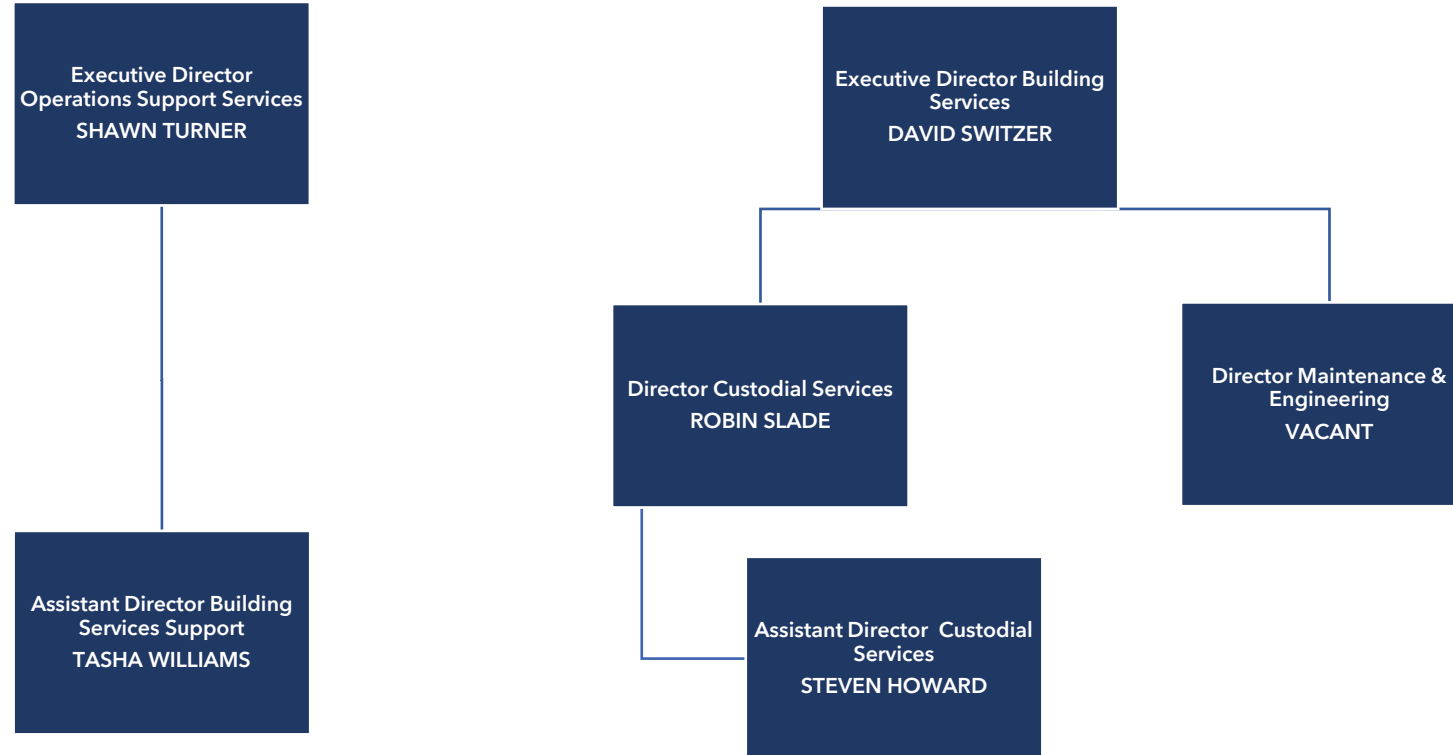 Executive Director
Operations Support Services
SHAWN TURNER
Executive Director Building
Services
DAVID SWITZER
Director Custodial Services
ROBIN SLADE
Director Maintenance &
Engineering
VACANT
Assistant Director Building
Services Support
TASHA WILLIAMS
Assistant Director  Custodial
Services
STEVEN HOWARD